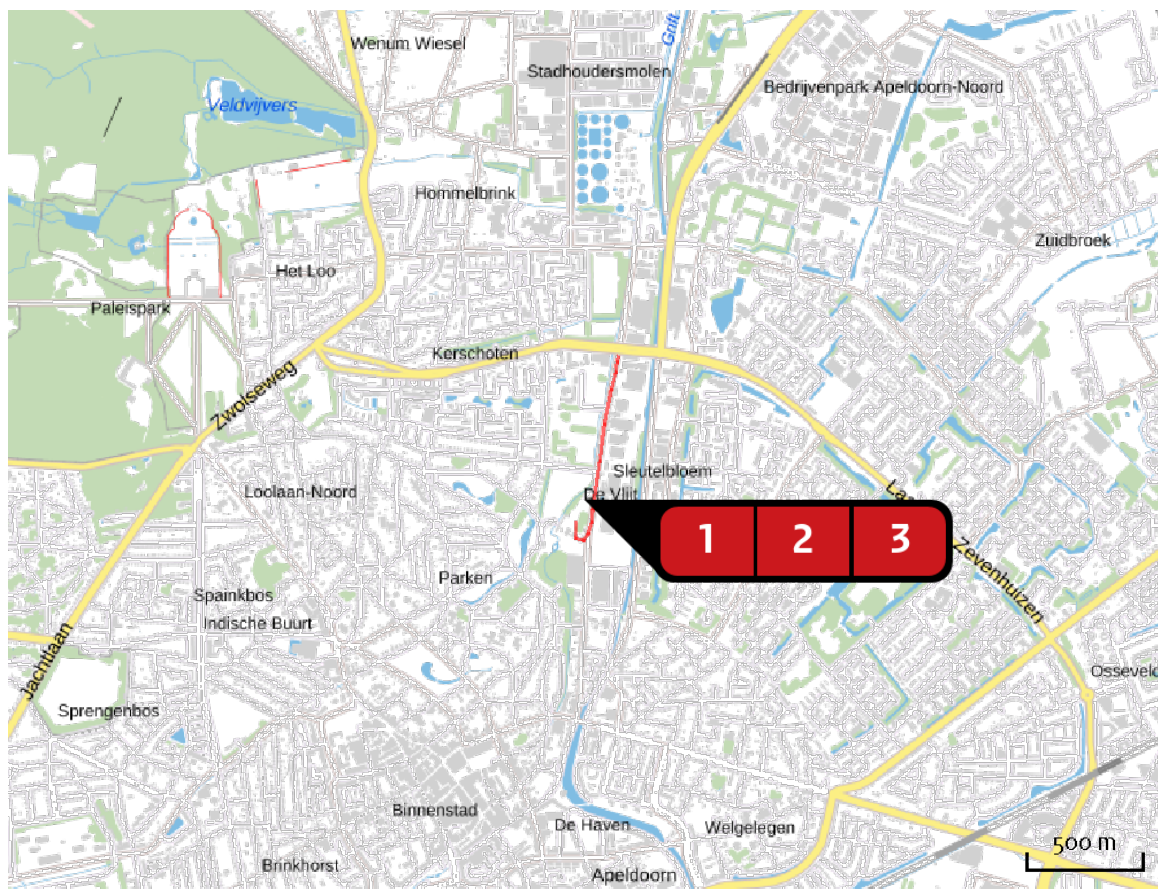 Wenum Wiesel
Grift
Stadhoudersmolen
Bedrijvenpark Apeldoorn-Noord
Veldvijvers
Hommelbrink
Zuidbroek
Het Loo
Paleispark
Kerschoten
Zwolseweg
Sleutelbloem
Loolaan-Noord
De Vlijt
1 2 3
Zevenhuizen
Parken
Spainkbos
Indische Buurt
Jachtlaan
Osseveld
Sprengenbos
Binnenstad
De Haven
Welgelegen
500 m
Brinkhorst
Apeldoorn